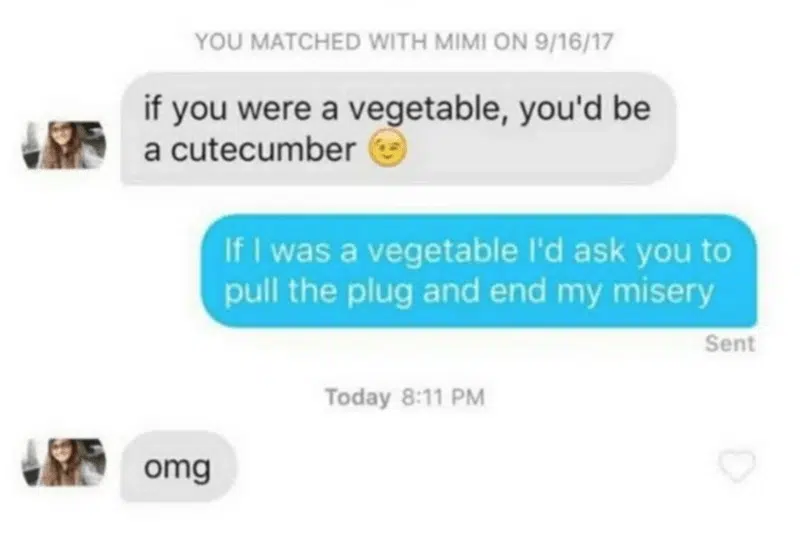 YOU MATCHED WITH MIMI ON 9/16/17
if you were a vegetable, you'd be
a cutecumber 😉
If I was a vegetable I'd ask you to
pull the plug and end my misery
Sent
Today 8:11 PM
omg